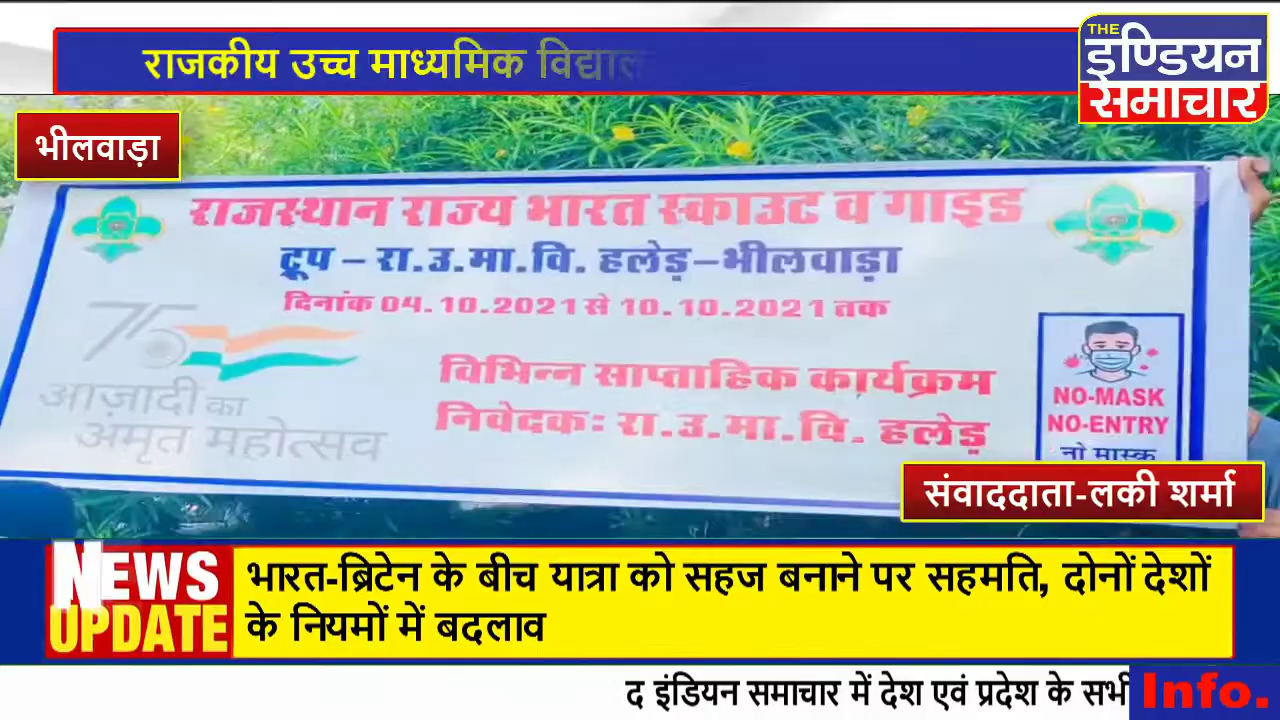 राजकीय उच्च माध्यमिक
THE
इण्डियन
समाचार
भीलवाड़ा
राजस्थान राज्य भारत स्काउट व गाइड
ट्रूप – रा.उ.मा.वि. हलेड़–भीलवाड़ा
दिनांक 04.10.2021 से 10.10.2021 तक
75
आज़ादी का
अमृत महोत्सव
विभिन्न साप्ताहिक कार्यक्रम
निवेदकः रा.उ.मा.वि. हलेड़
NO-MASK
NO-ENTRY
नो मास्क
संवाददाता-लकी शर्मा
NEWS
UPDATE
भारत-ब्रिटेन के बीच यात्रा को सहज बनाने पर सहमति, दोनों देशों
के नियमों में बदलाव
द इंडियन समाचार में देश एवं प्रदेश के सभी
Info.